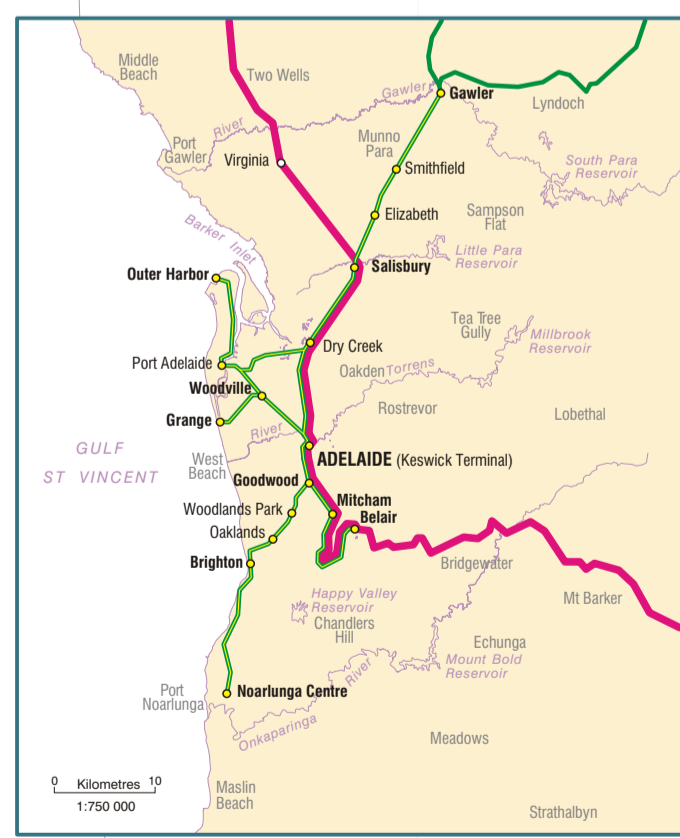 Middle
Beach
Two Wells
Gawler
Gawler
Lyndoch
River
Port
Gawler
Virginia
Munno
Para
Smithfield
South Para
Reservoir
Elizabeth
Sampson
Flat
Barker Inlet
Little Para
Reservoir
Outer Harbor
Salisbury
Tea Tree
Gully
Millbrook
Reservoir
Dry Creek
Port Adelaide
Oakden
Torrens
Woodville
Rostrevor
Lobethal
Grange
River
GULF
ST VINCENT
West
Beach
ADELAIDE (Keswick Terminal)
Goodwood
Mitcham
Woodlands Park
Belair
Oaklands
Brighton
Bridgewater
Happy Valley
Reservoir
Chandlers
Hill
Mt Barker
Echunga
Mount Bold
Reservoir
River
Port
Noarlunga
Noarlunga Centre
Onkaparinga
Meadows
0 Kilometres 10
1:750 000
Maslin
Beach
Strathalbyn